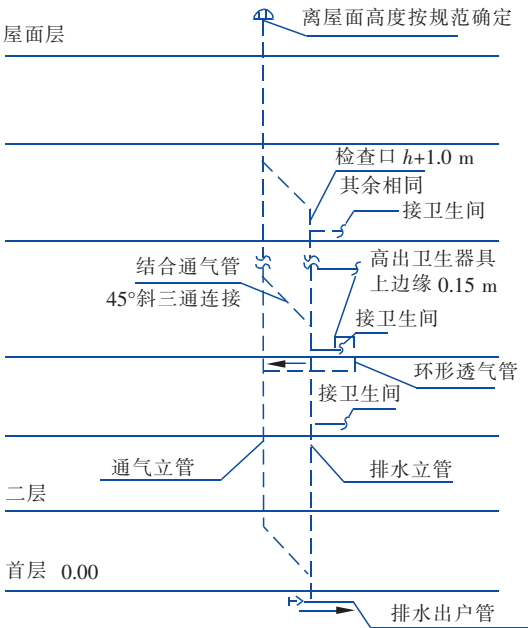 离屋面高度按规范确定
屋面层
检查口 h+1.0 m
其余相同
接卫生间
高出卫生器具
上边缘 0.15 m
结合通气管
45°斜三通连接
接卫生间
环形透气管
接卫生间
通气立管
排水立管
二层
首层 0.00
排水出户管